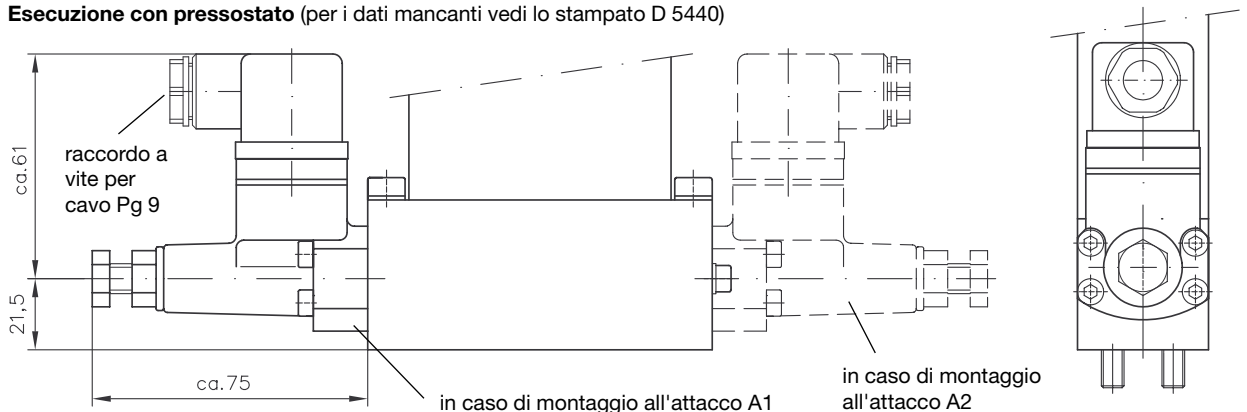 Esecuzione con pressostato (per i dati mancanti vedi lo stampato D 5440)
ca.61
raccordo a
vite per
cavo Pg 9
21,5
ca.75
in caso di montaggio all'attacco A1
in caso di montaggio
all'attacco A2